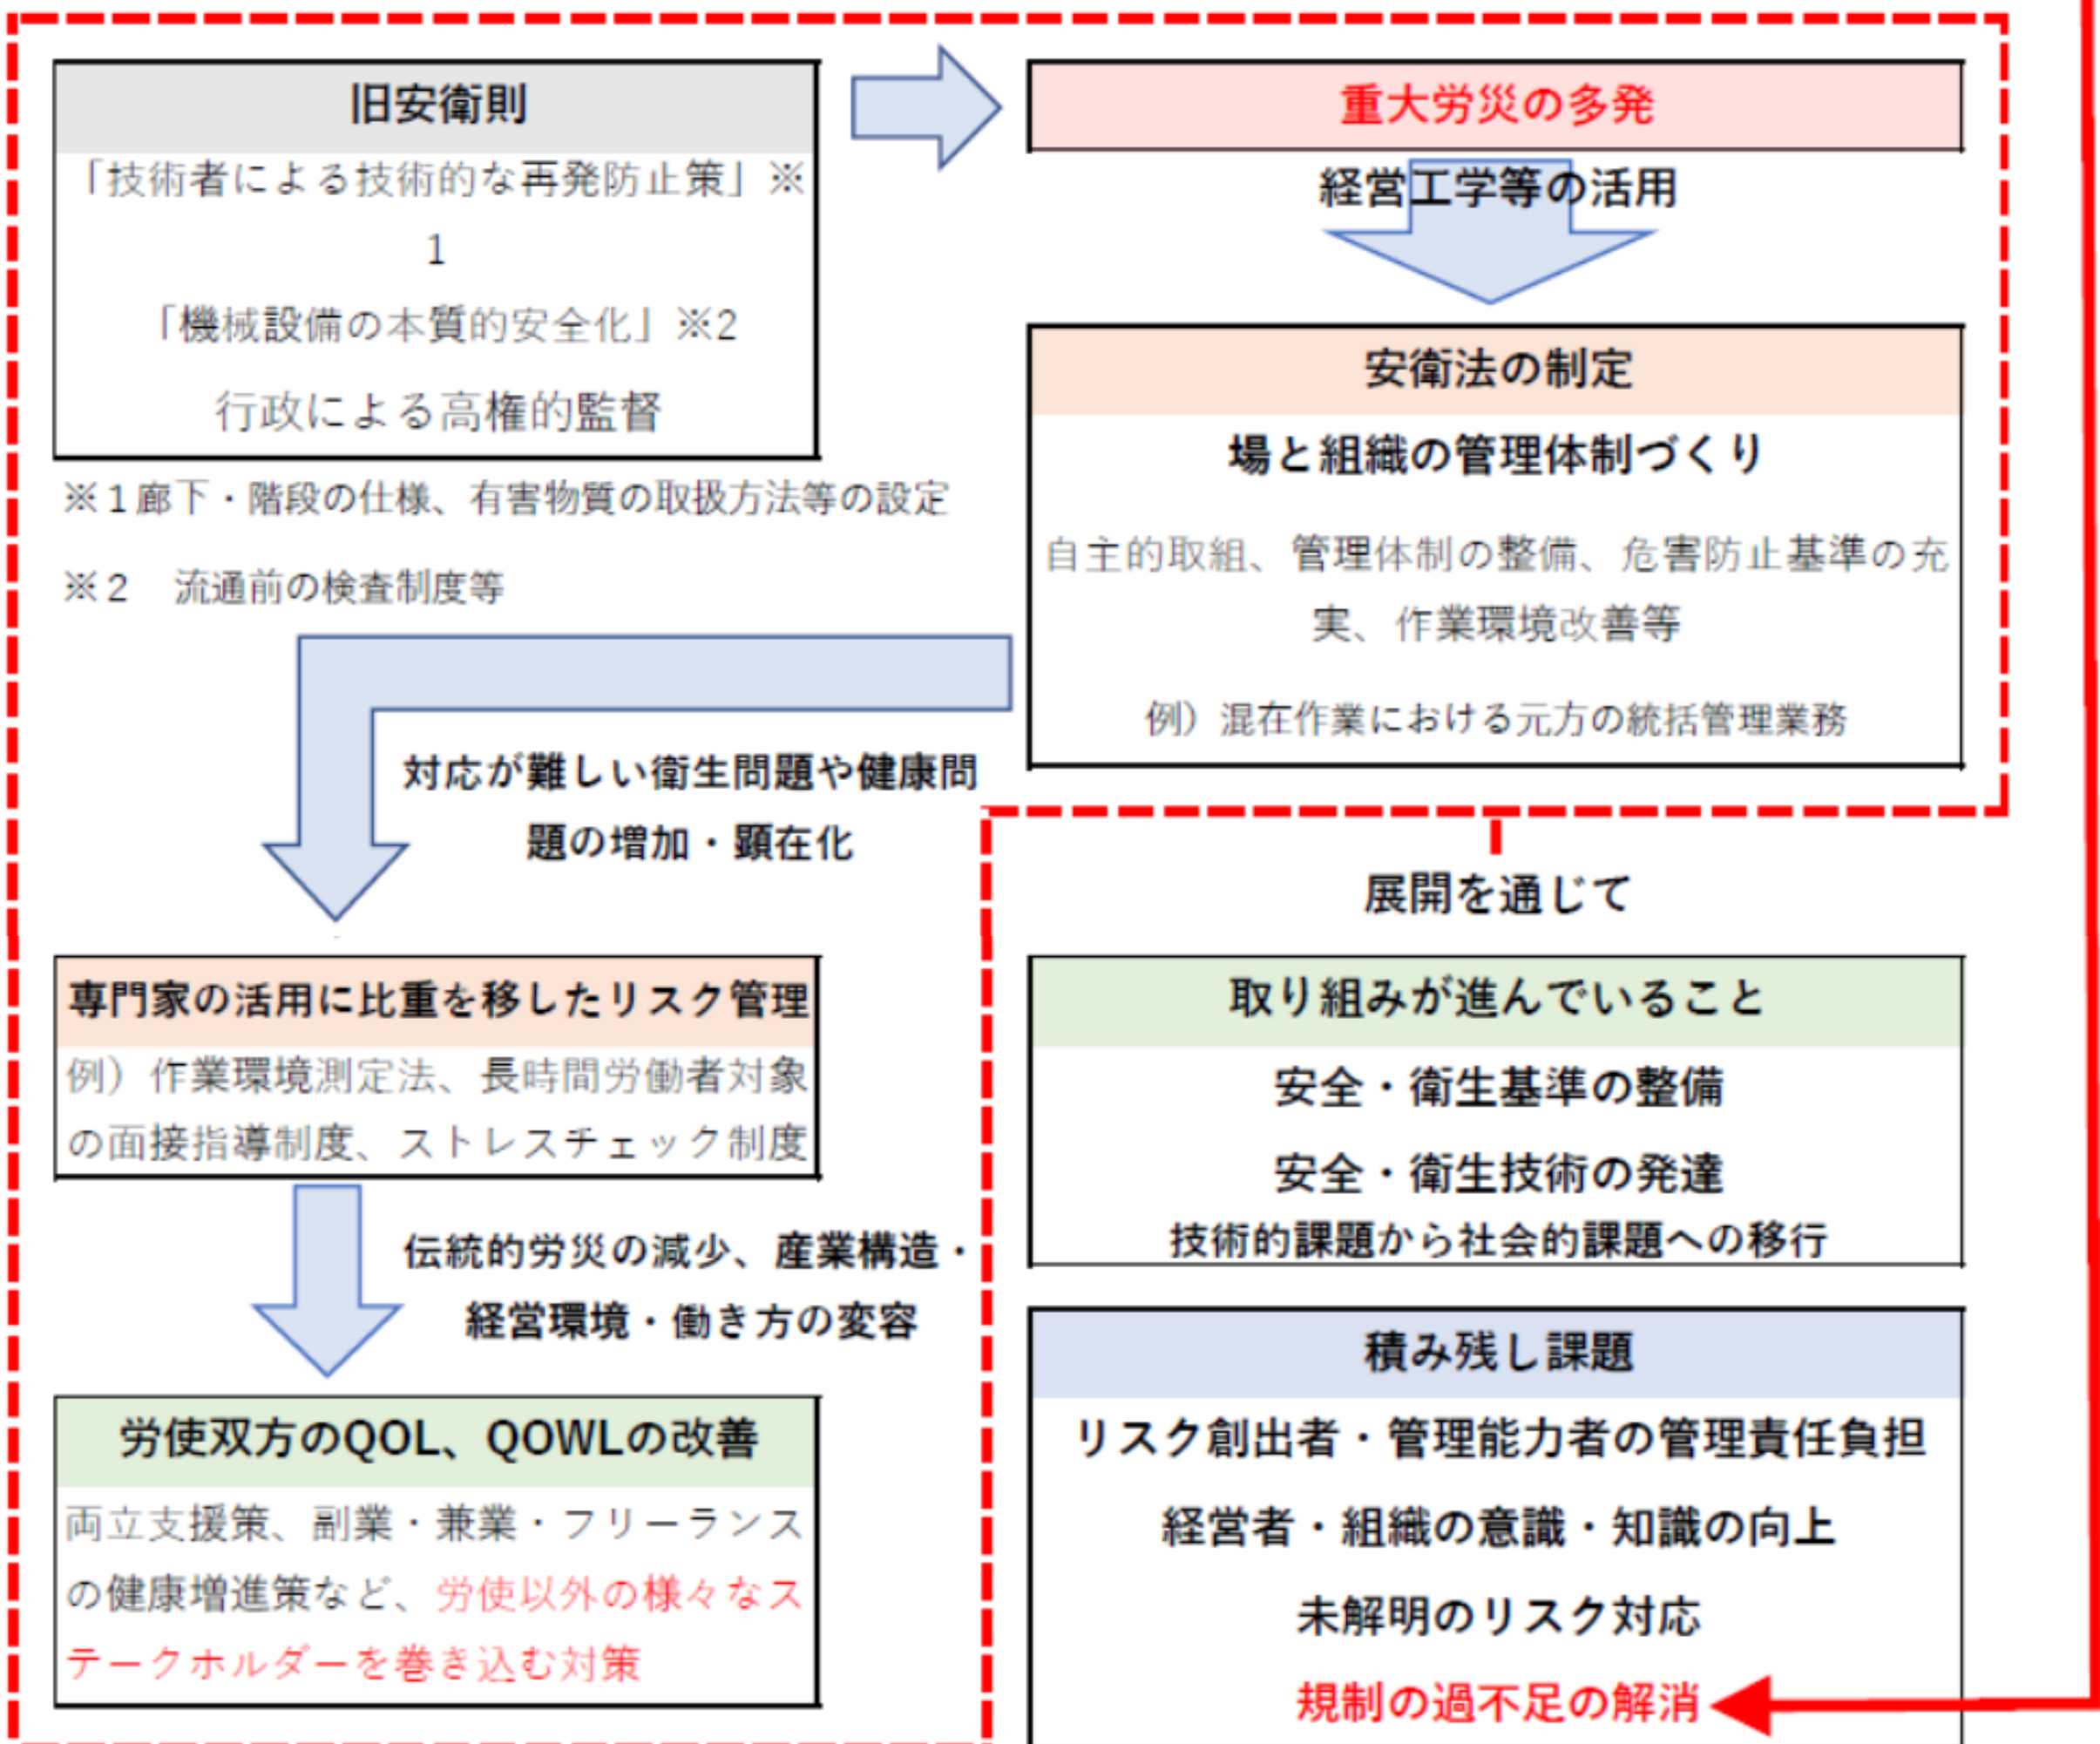 旧安衛則
「技術者による技術的な再発防止策」※
1
「機械設備の本質的安全化」※2
行政による高権的監督
※1廊下・階段の仕様、有害物質の取扱方法等の設定
※2　流通前の検査制度等
重大労災の多発
経営工学等の活用
安衛法の制定
場と組織の管理体制づくり
自主的取組、管理体制の整備、危害防止基準の充
実、作業環境改善等
例）混在作業における元方の統括管理業務
対応が難しい衛生問題や健康問
題の増加・顕在化
専門家の活用に比重を移したリスク管理
例）作業環境測定法、長時間労働者対象
の面接指導制度、ストレスチェック制度
伝統的労災の減少、産業構造・
経営環境・働き方の変容
労使双方のQOL、QOWLの改善
両立支援策、副業・兼業・フリーランス
の健康増進策など、労使以外の様々なス
テークホルダーを巻き込む対策
展開を通じて
取り組みが進んでいること
安全・衛生基準の整備
安全・衛生技術の発達
技術的課題から社会的課題への移行
積み残し課題
リスク創出者・管理能力者の管理責任負担
経営者・組織の意識・知識の向上
未解明のリスク対応
規制の過不足の解消